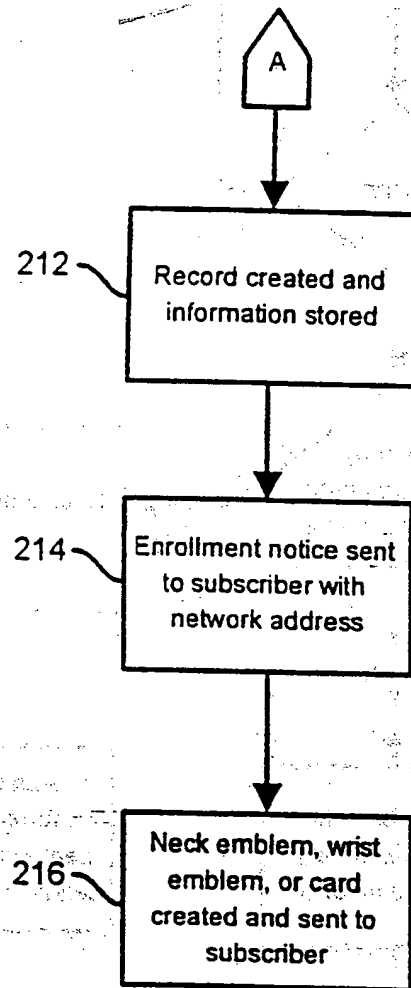 A
212
Record created and
information stored
214
Enrollment notice sent
to subscriber with
network address
216
Neck emblem, wrist
emblem, or card
created and sent to
subscriber